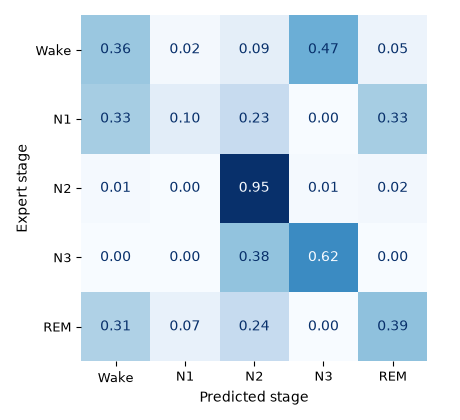 Wake 0.36 0.02 0.09 0.47 0.05
N1 0.33 0.10 0.23 0.00 0.33
N2 0.01 0.00 0.95 0.01 0.02
N3 0.00 0.00 0.38 0.62 0.00
REM 0.31 0.07 0.24 0.00 0.39
Wake N1 N2 N3 REM
Predicted stage
Expert stage